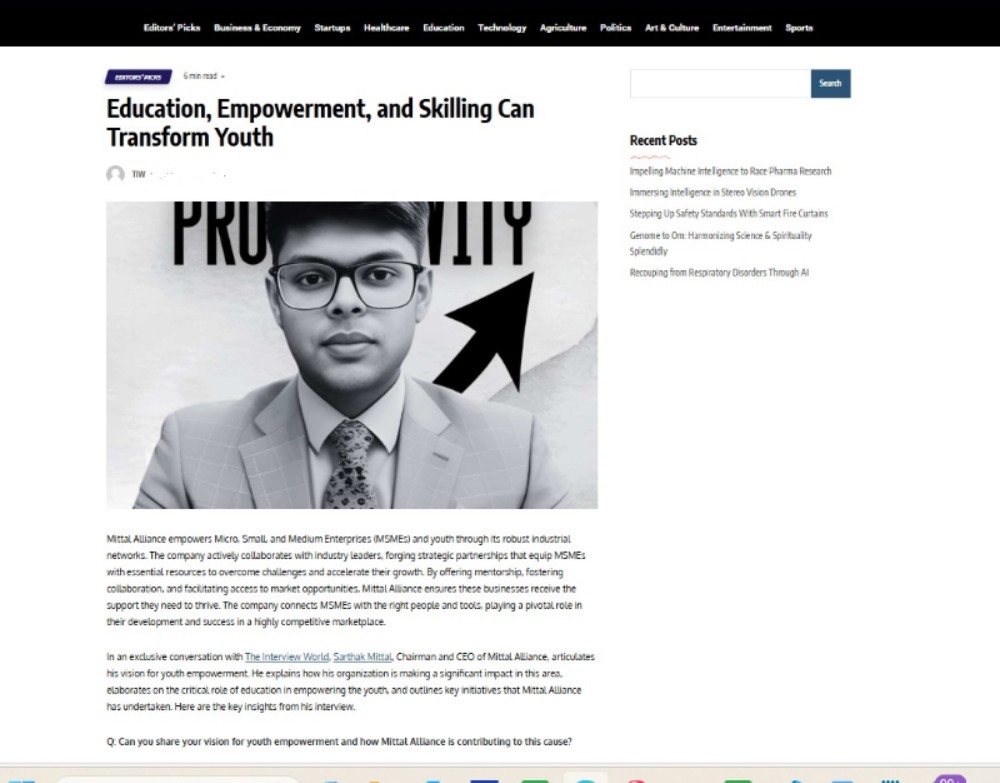 Editors' Picks Business & Economy Startups Healthcare Education Technology Agriculture Politics Art & Culture Entertainment Sports
EDITORS' PICKS 6 min read
Education, Empowerment, and Skilling Can
Transform Youth
TIW
PRO VITY
Mittal Alliance empowers Micro, Small, and Medium Enterprises (MSMEs) and youth through its robust industrial
networks. The company actively collaborates with industry leaders, forging strategic partnerships that equip MSMEs
with essential resources to overcome challenges and accelerate their growth. By offering mentorship, fostering
collaboration, and facilitating access to market opportunities, Mittal Alliance ensures these businesses receive the
support they need to thrive. The company connects MSMEs with the right people and tools, playing a pivotal role in
their development and success in a highly competitive marketplace.
In an exclusive conversation with The Interview World, Sarthak Mittal, Chairman and CEO of Mittal Alliance, articulates
his vision for youth empowerment. He explains how his organization is making a significant impact in this area,
elaborates on the critical role of education in empowering the youth, and outlines key initiatives that Mittal Alliance
has undertaken. Here are the key insights from his interview.
Q: Can you share your vision for youth empowerment and how Mittal Alliance is contributing to this cause?
Search
Recent Posts
Impelling Machine Intelligence to Race Pharma Research
Immersing Intelligence in Stereo Vision Drones
Stepping Up Safety Standards With Smart Fire Curtains
Genome to Om: Harmonizing Science & Spirituality
Splendidly
Recouping from Respiratory Disorders Through AI